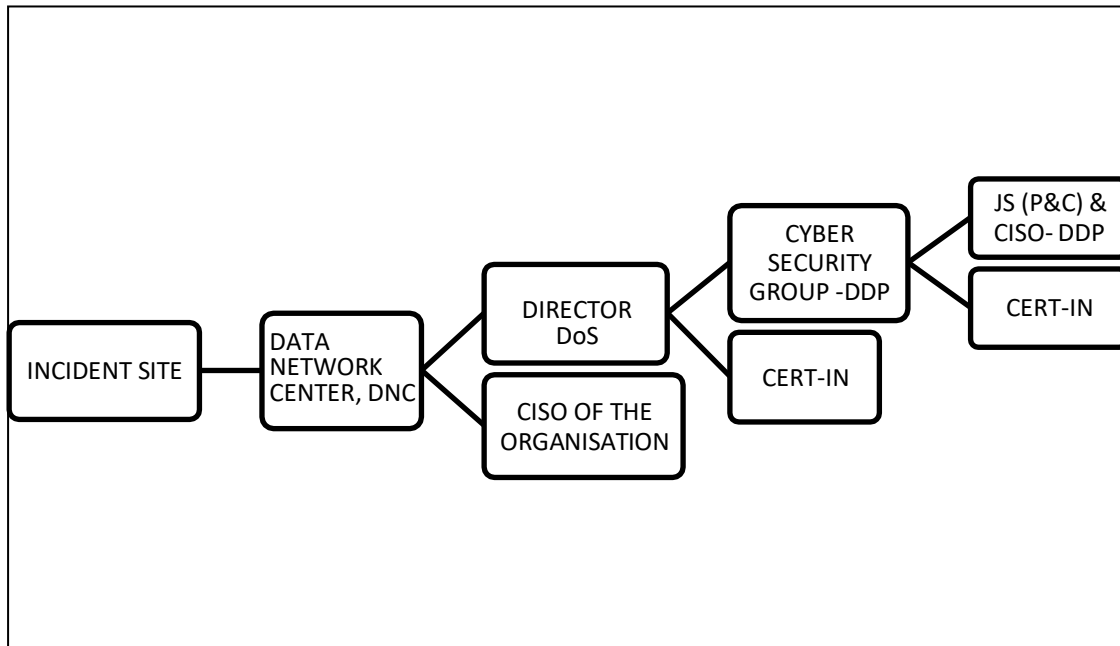 INCIDENT SITE
DATA
NETWORK
CENTER, DNC
DIRECTOR
DoS
CISO OF THE
ORGANISATION
CYBER
SECURITY
GROUP -DDP
CERT-IN
JS (P&C) &
CISO- DDP
CERT-IN